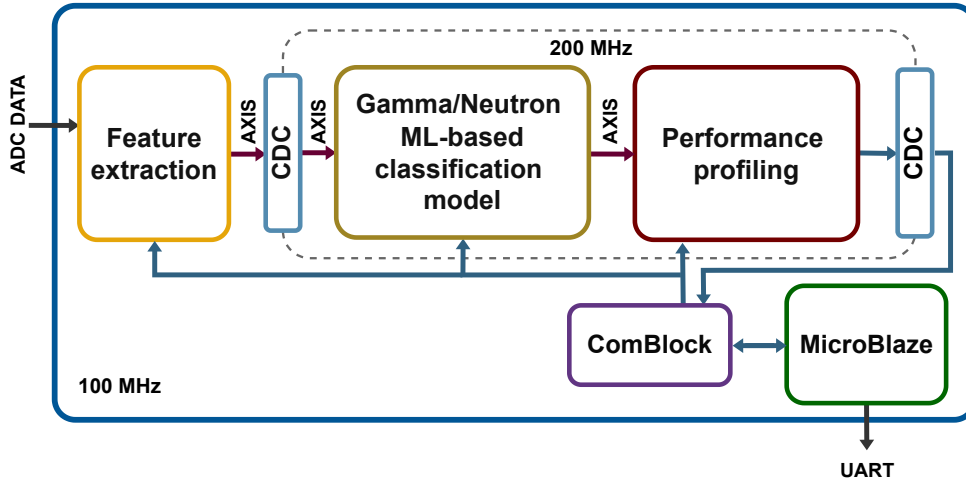 200 MHz
ADC DATA
Feature
extraction
AXIS
CDC
AXIS
Gamma/Neutron
ML-based
classification
model
AXIS
Performance
profiling
CDC
ComBlock
MicroBlaze
100 MHz
UART